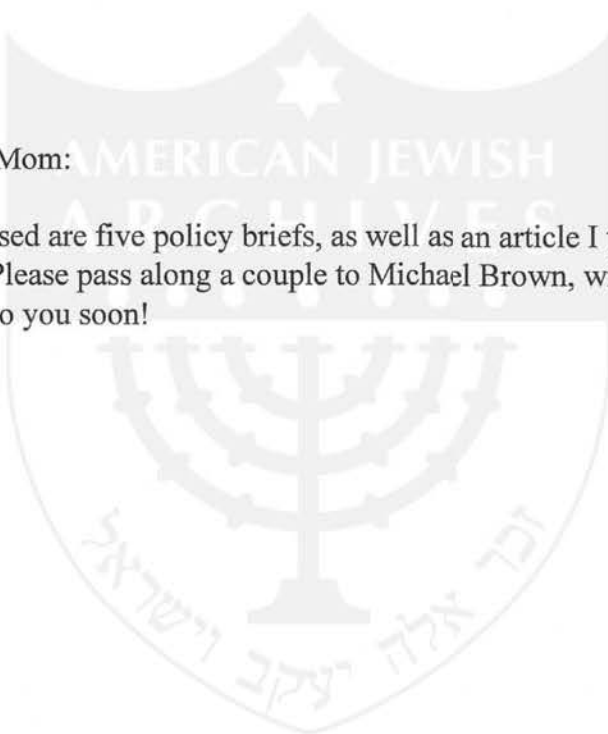 AMERICAN JEWISH
Mom:
ARCHIVES
sed are five policy briefs, as well as an article I
Please pass along a couple to Michael Brown,
o you soon!
זכר אלה יעקב וישראל